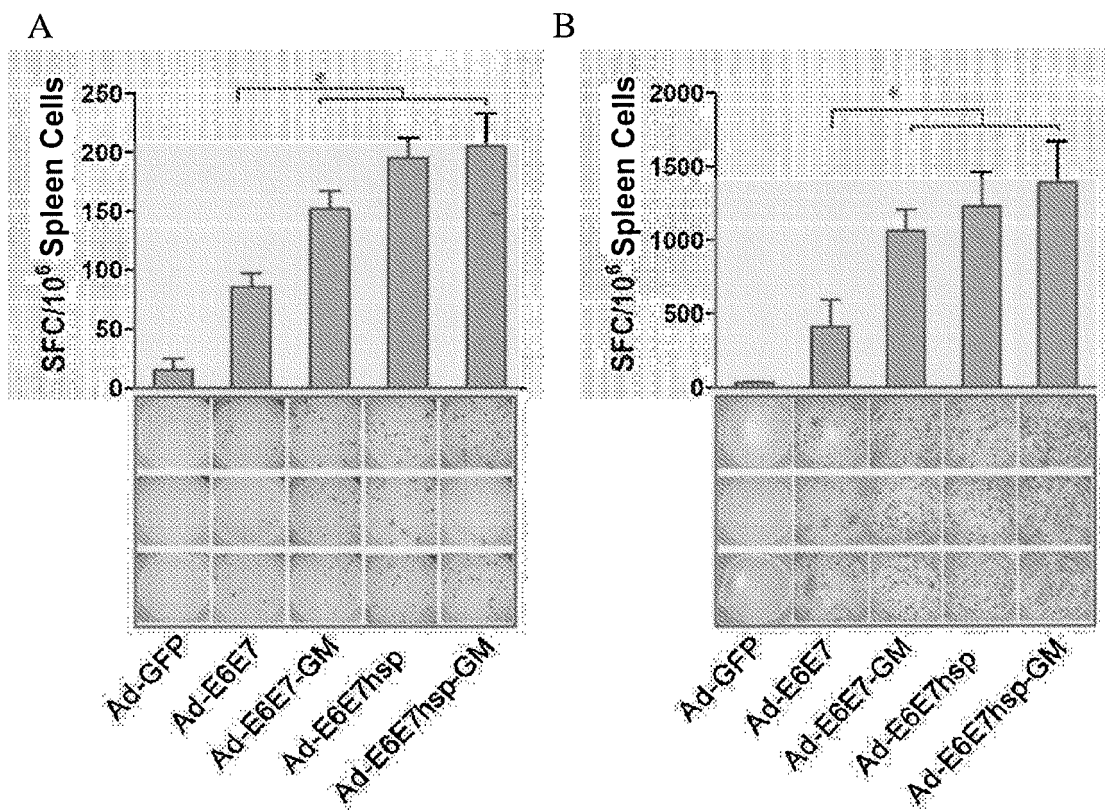 A
B
SFC/10⁶ Spleen Cells
250
200
150
100
50
0
*
Ad-GFP
Ad-E6E7
Ad-E6E7-GM
Ad-E6E7hsp
Ad-E6E7hsp-GM
SFC/10⁶ Spleen Cells
2000
1500
1000
500
0
*
Ad-GFP
Ad-E6E7
Ad-E6E7-GM
Ad-E6E7hsp
Ad-E6E7hsp-GM